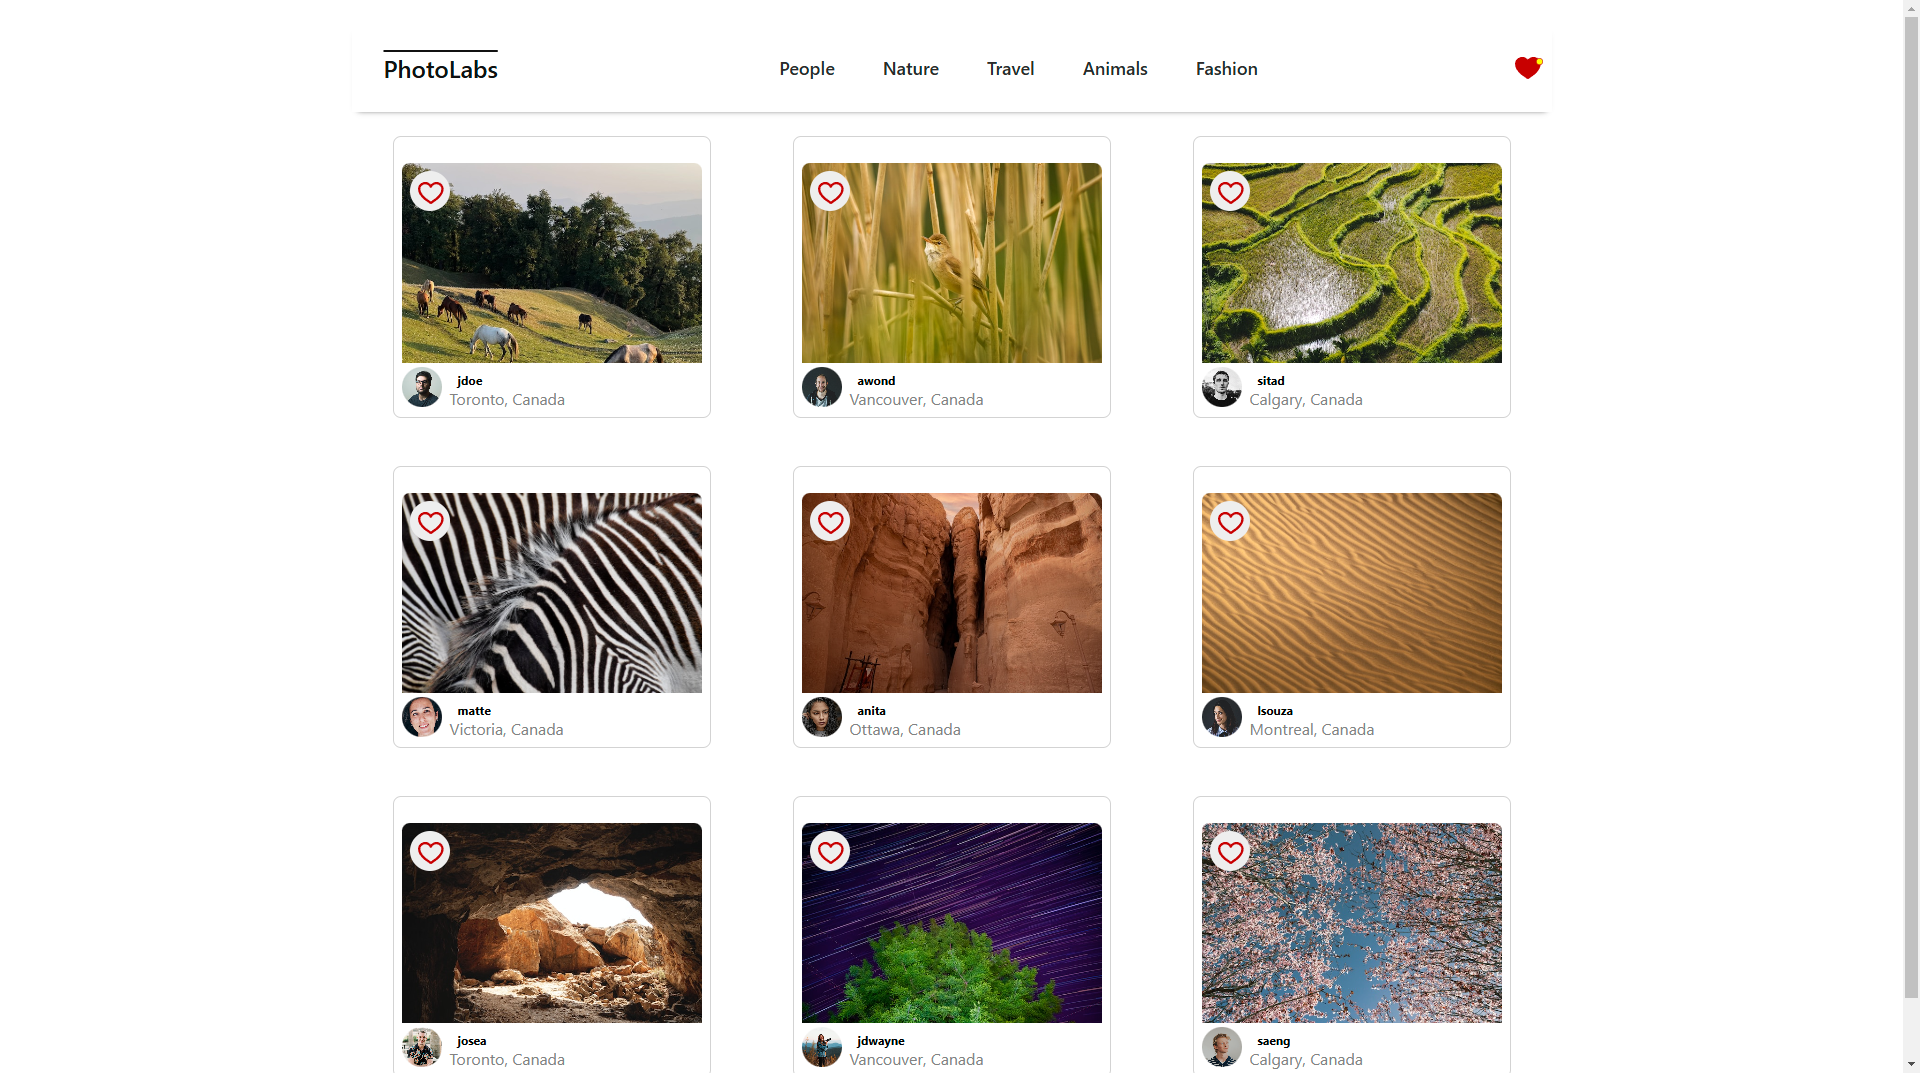 PhotoLabs
People Nature Travel Animals Fashion
jdoe
Toronto, Canada
awond
Vancouver, Canada
sitad
Calgary, Canada
matte
Victoria, Canada
anita
Ottawa, Canada
lsouza
Montreal, Canada
josea
Toronto, Canada
jdwayne
Vancouver, Canada
saeng
Calgary, Canada